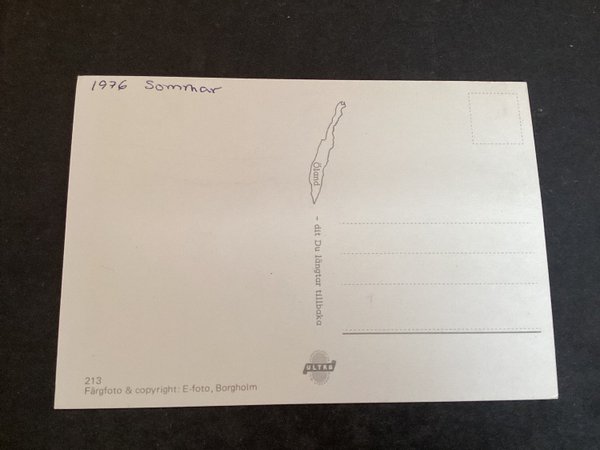 1976 Sommar
Öland
- dit Du längtar tillbaka
ULTRA
213
Färgfoto & copyright: E-foto, Borgholm